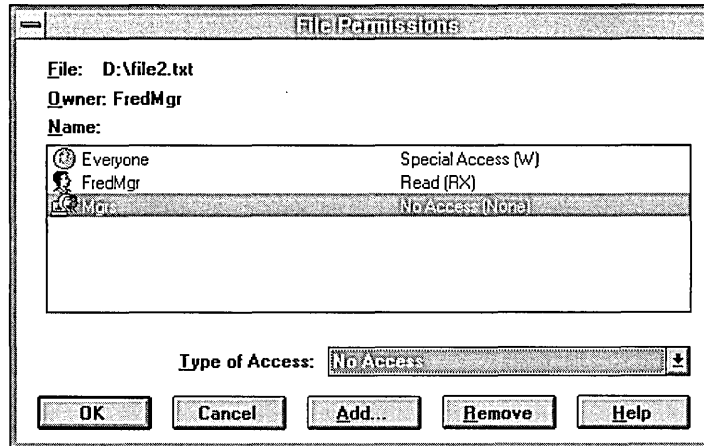 File Permissions
File: D:\file2.txt
Owner: FredMgr
Name:
Everyone Special Access (W)
FredMgr Read (RX)
Mgrs No Access (None)
Type of Access: No Access
OK Cancel Add... Remove Help